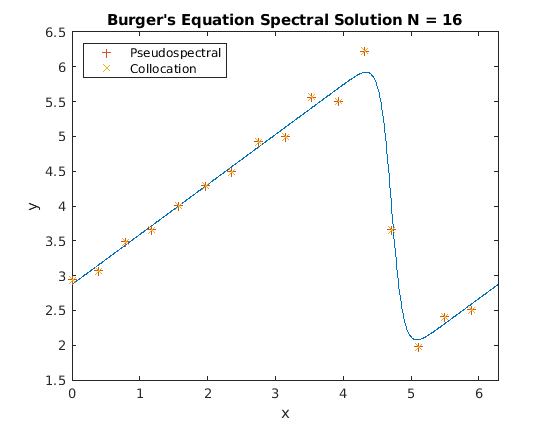 Burger's Equation Spectral Solution N = 16
6.5
6
5.5
5
4.5
4
3.5
3
2.5
2
1.5
y
Pseudospectral
Collocation
0 1 2 3 4 5 6
x